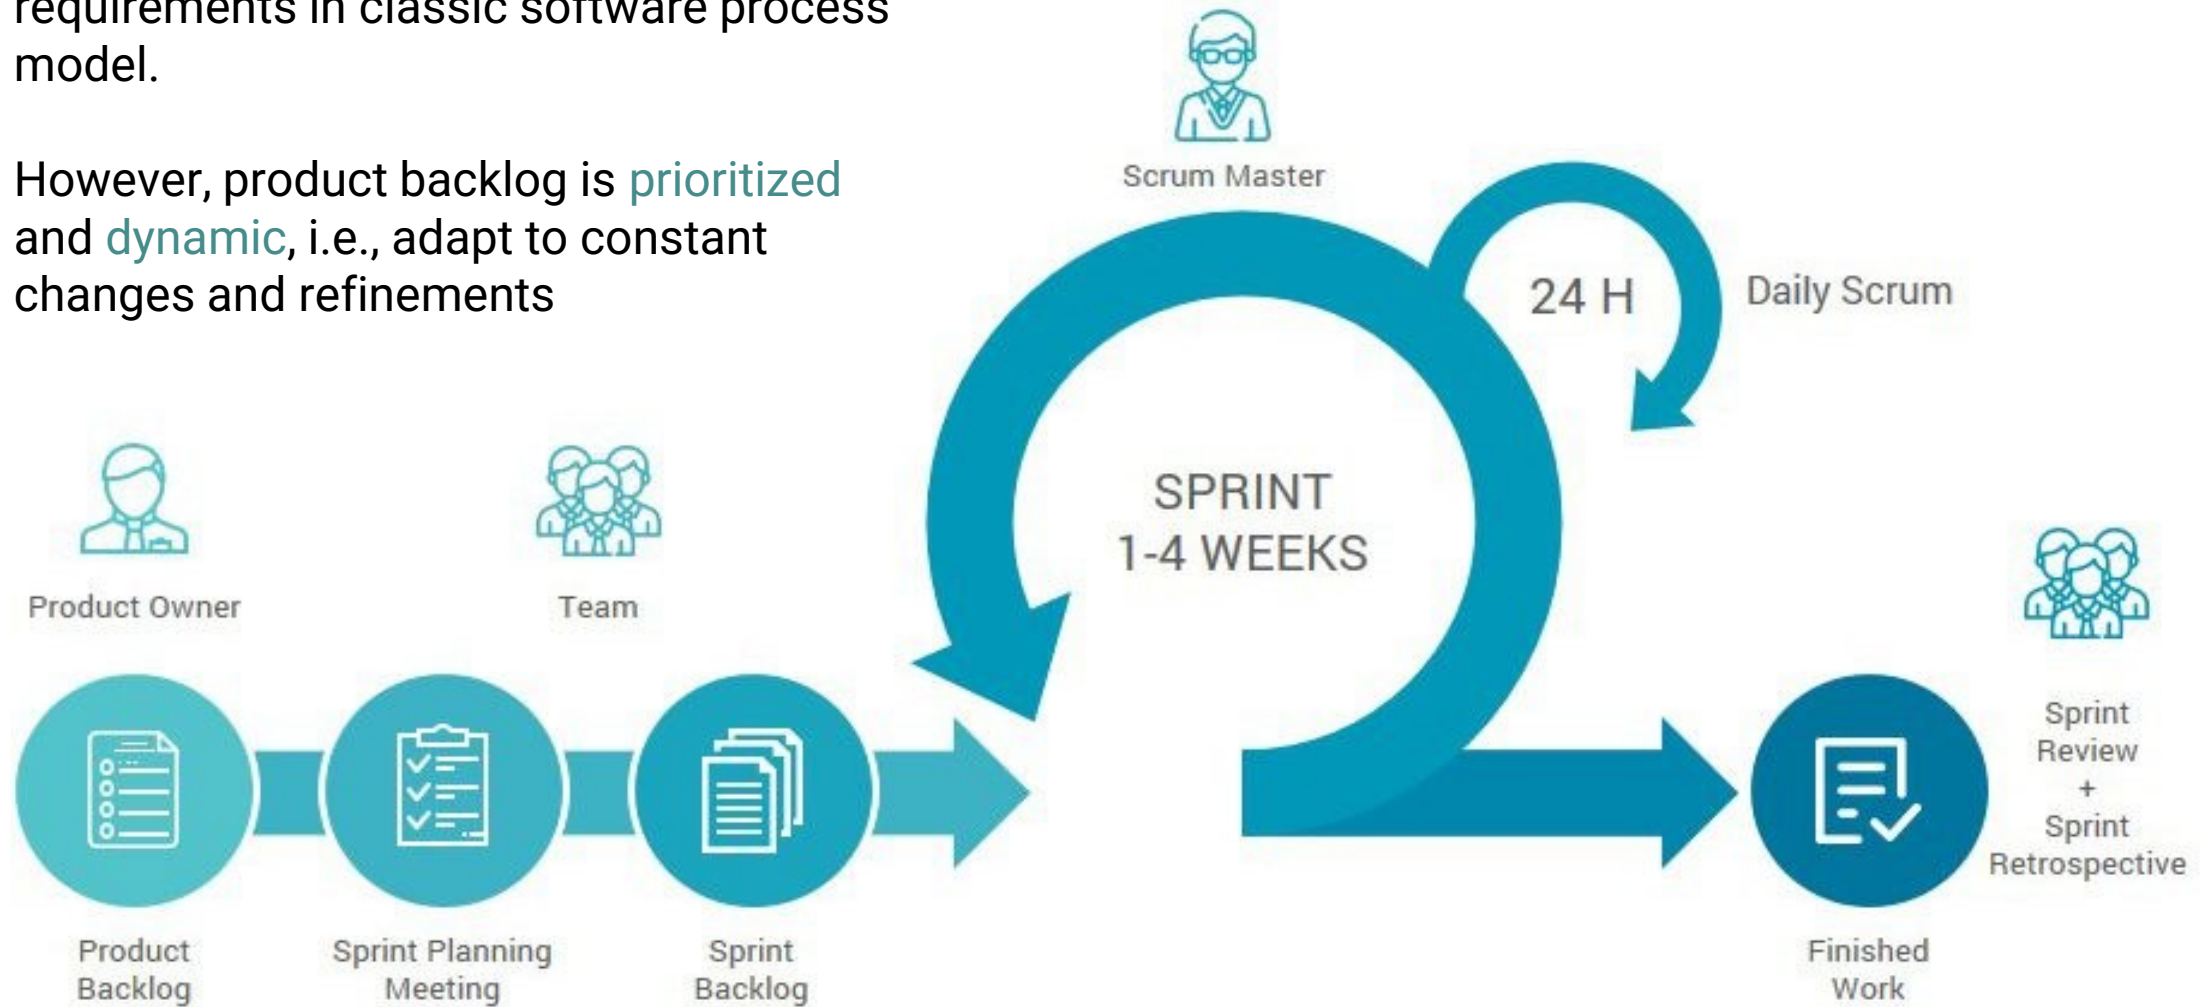 requirements in classic software process
model.
However, product backlog is prioritized
and dynamic, i.e., adapt to constant
changes and refinements
Scrum Master
24 H
Daily Scrum
SPRINT
1-4 WEEKS
Product Owner
Team
Sprint
Review
+
Sprint
Retrospective
Product
Backlog
Sprint Planning
Meeting
Sprint
Backlog
Finished
Work